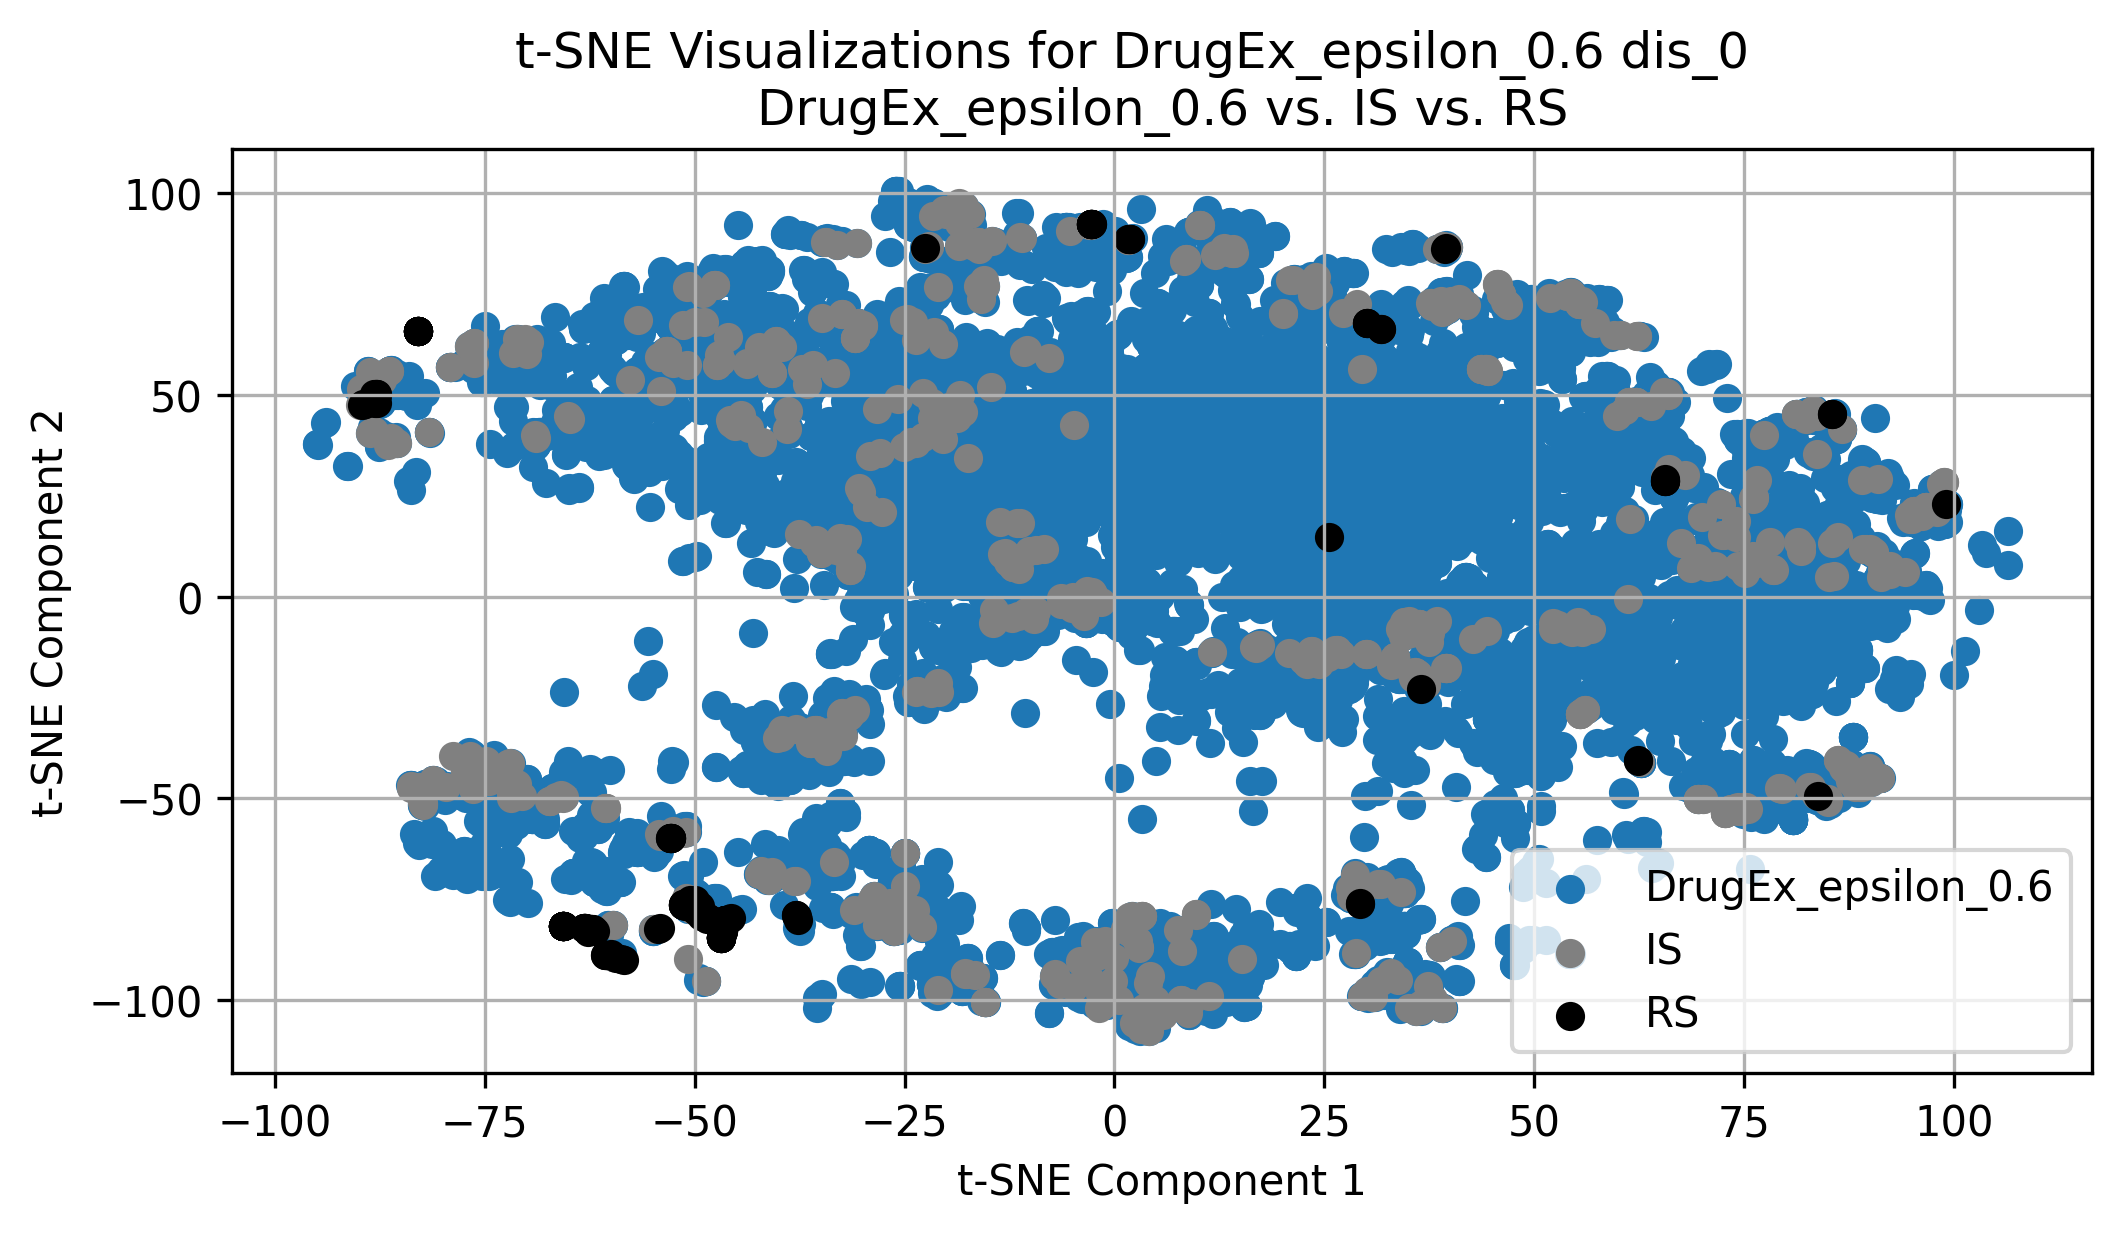 t-SNE Visualizations for DrugEx_epsilon_0.6 dis_0
DrugEx_epsilon_0.6 vs. IS vs. RS
t-SNE Component 2
100
50
0
−50
−100
DrugEx_epsilon_0.6
IS
RS
−100 −75 −50 −25 0 25 50 75 100
t-SNE Component 1